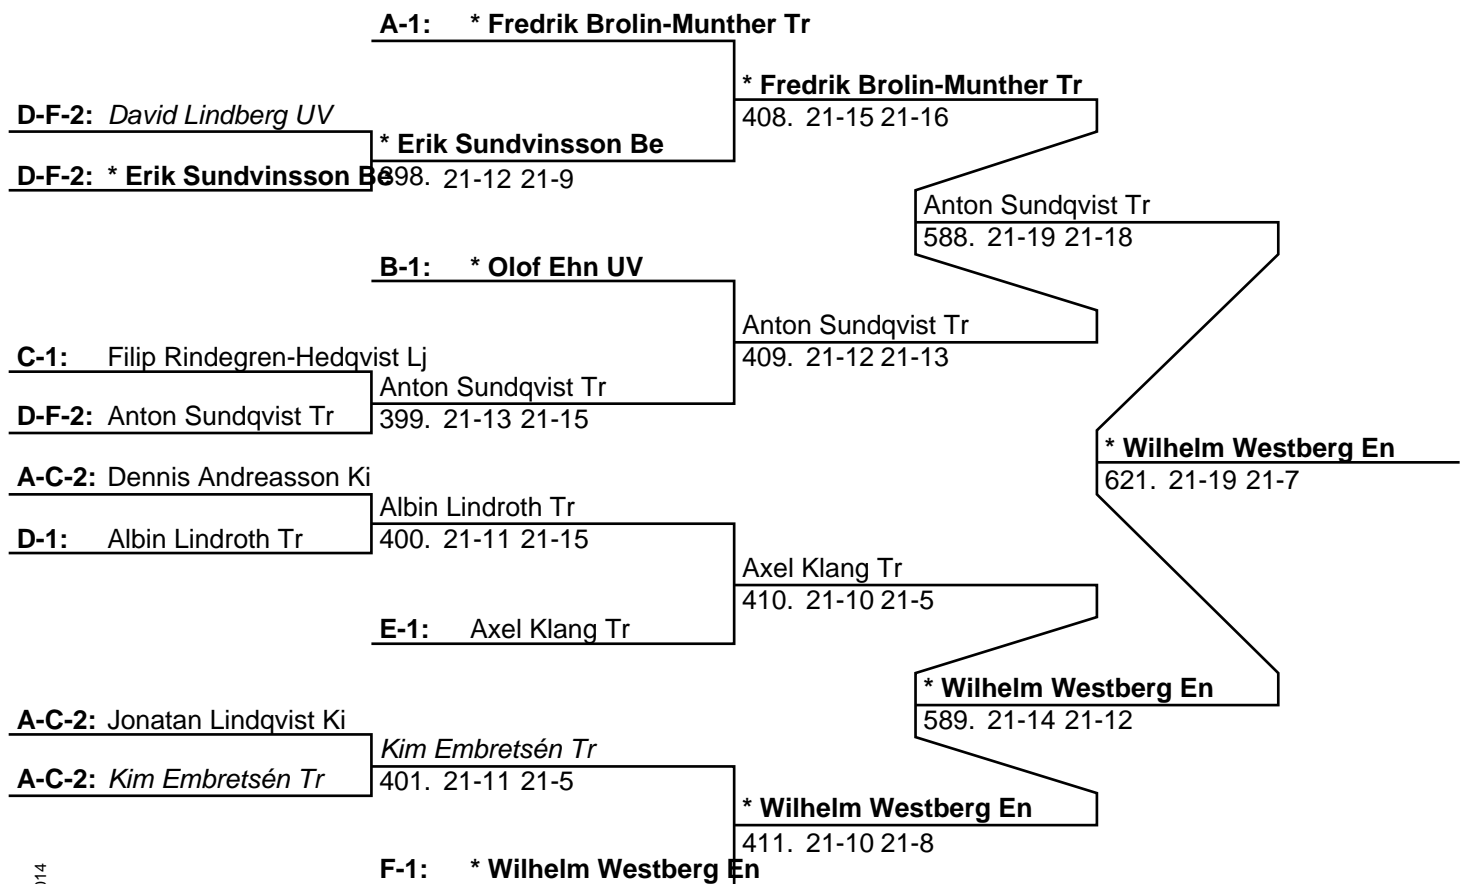 A-1: * Fredrik Brolin-Munther Tr
* Fredrik Brolin-Munther Tr
D-F-2: David Lindberg UV
408. 21-15 21-16
* Erik Sundvinsson Be
D-F-2: * Erik Sundvinsson Be
398. 21-12 21-9
Anton Sundqvist Tr
588. 21-19 21-18
B-1: * Olof Ehn UV
Anton Sundqvist Tr
C-1: Filip Rindegren-Hedqvist Lj
409. 21-12 21-13
Anton Sundqvist Tr
D-F-2: Anton Sundqvist Tr
399. 21-13 21-15
* Wilhelm Westberg En
A-C-2: Dennis Andreasson Ki
621. 21-19 21-7
Albin Lindroth Tr
D-1: Albin Lindroth Tr
400. 21-11 21-15
Axel Klang Tr
410. 21-10 21-5
E-1: Axel Klang Tr
* Wilhelm Westberg En
A-C-2: Jonatan Lindqvist Ki
589. 21-14 21-12
Kim Embretsén Tr
A-C-2: Kim Embretsén Tr
401. 21-11 21-5
* Wilhelm Westberg En
411. 21-10 21-8
F-1: * Wilhelm Westberg En